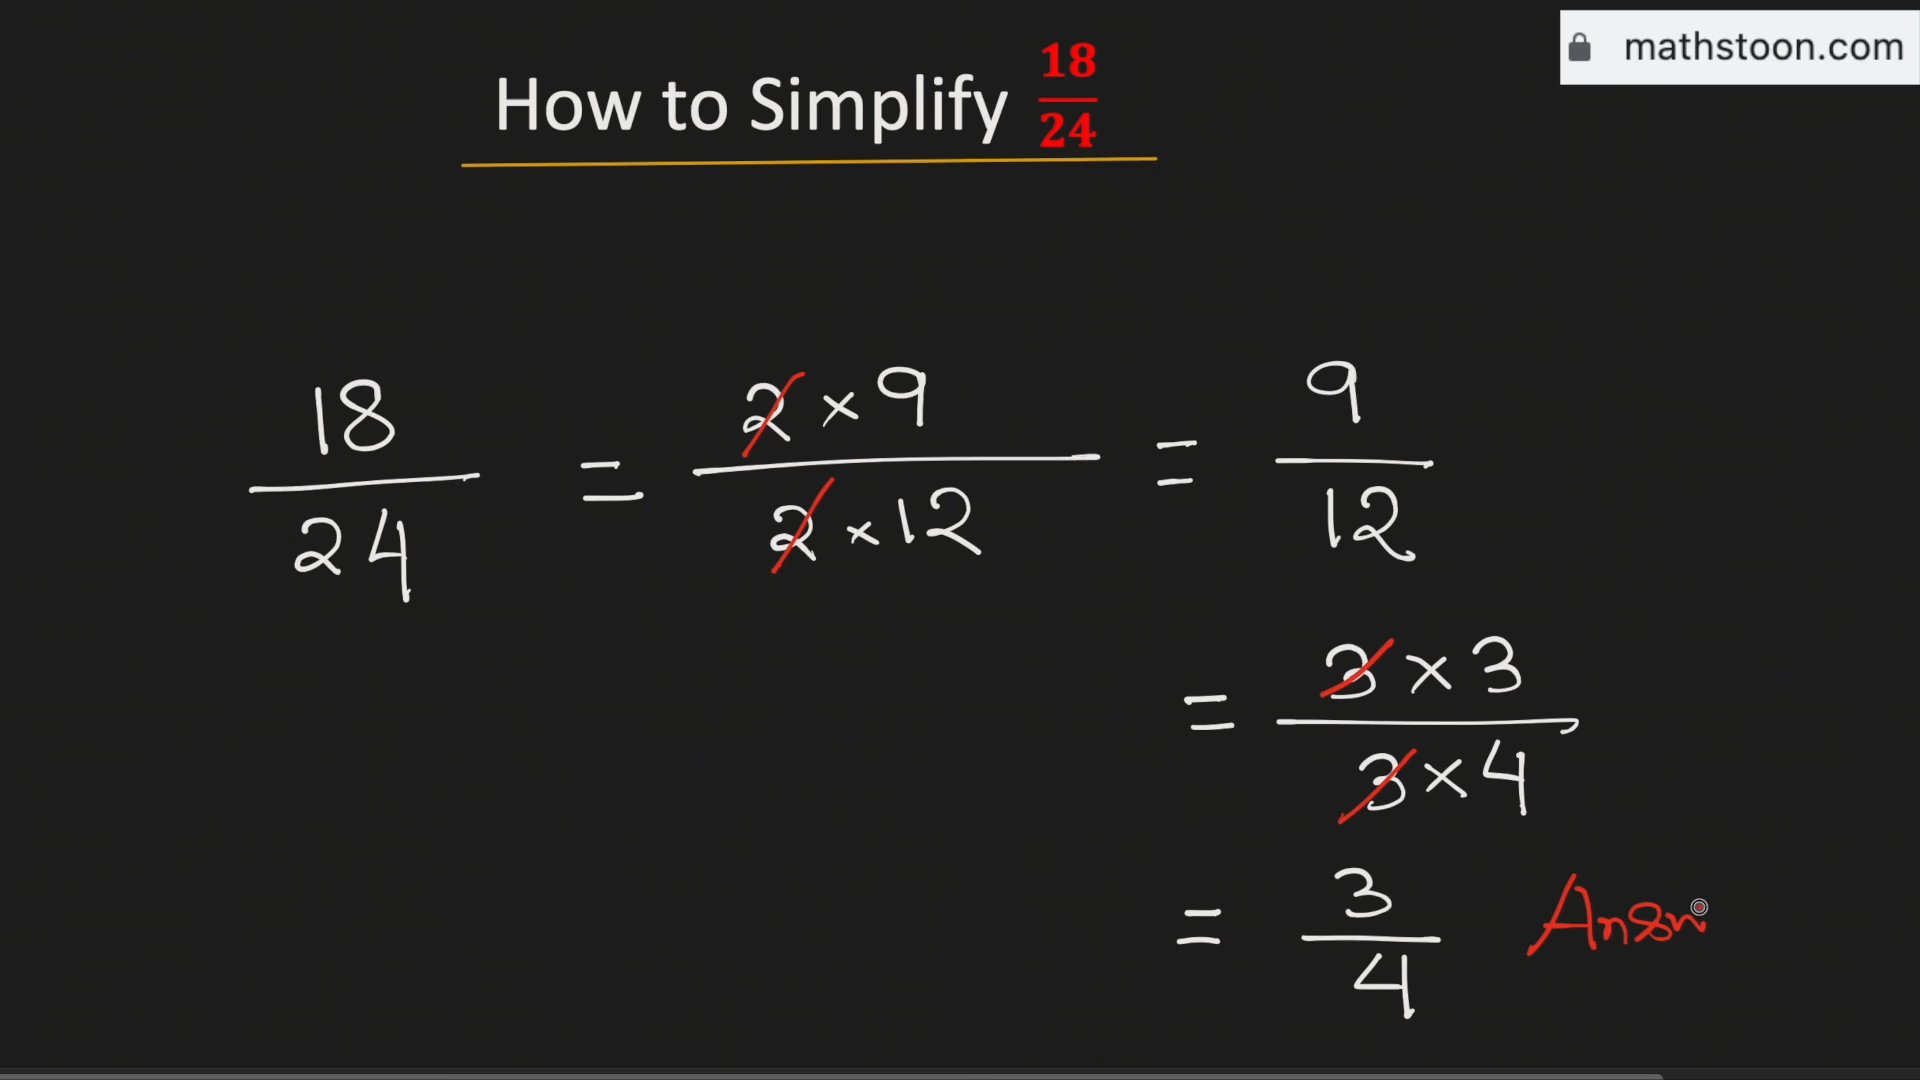 mathstoon.com
How to Simplify 18/24
18/24 = 2 × 9 / 2 × 12 = 9/12
= 3 × 3 / 3 × 4
= 3/4